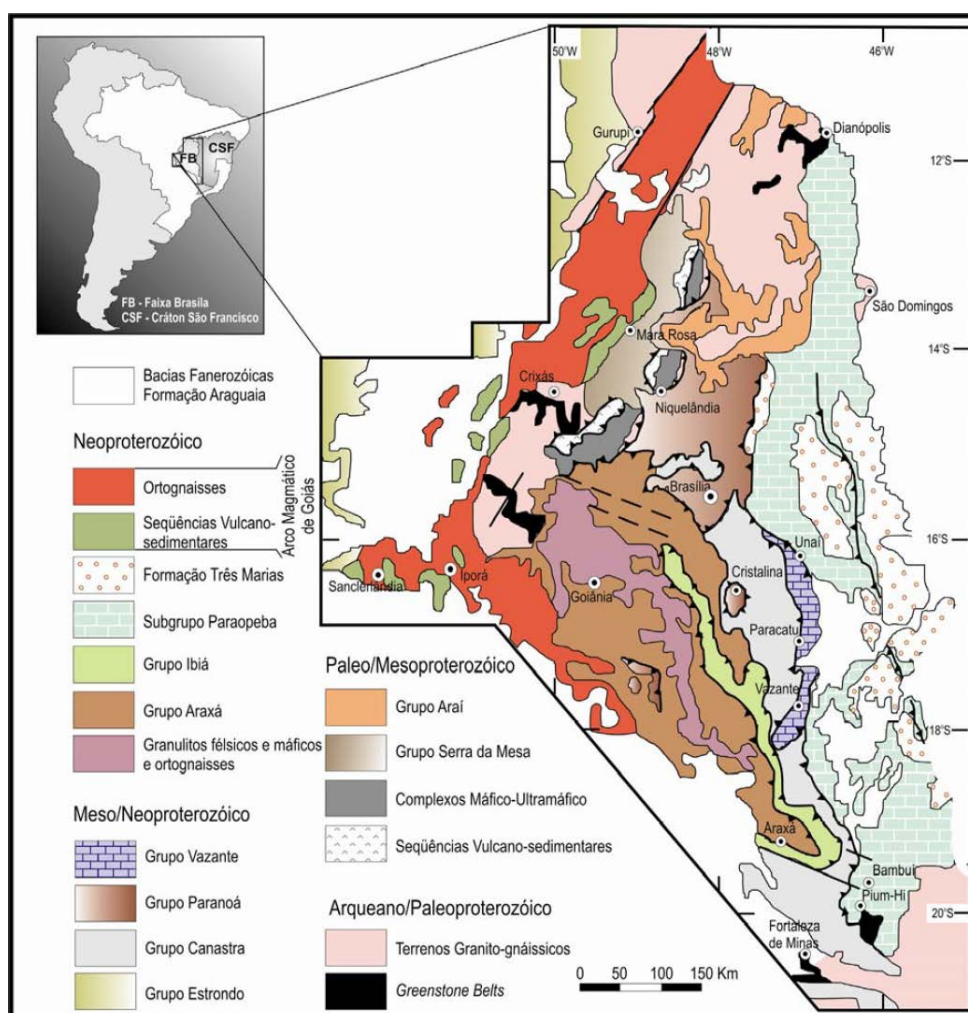 50°W
48°W
46°W
CSF
FB
FB - Faixa Brasíla
CSF - Cráton São Francisco
Gurupi
Dianópolis
12°S
São Domingos
Mara Rosa
14°S
Crixás
Niquelândia
Brasília
Unaí
16°S
Cristalina
Sanclerlândia
Iporá
Goiânia
Paracatu
Vazante
18°S
Araxá
Bambuí
Pium-Hi
20°S
Fortaleza
de Minas
Bacias Fanerozóicas
Formação Araguaia
Neoproterozóico
Ortognaisses
Seqüências Vulcano-
sedimentares
Arco Magmático
de Goiás
Formação Três Marias
Subgrupo Paraopeba
Grupo Ibiá
Grupo Araxá
Granulitos félsicos e máficos
e ortognaisses
Meso/Neoproterozóico
Grupo Vazante
Grupo Paranoá
Grupo Canastra
Grupo Estrondo
Paleo/Mesoproterozóico
Grupo Araí
Grupo Serra da Mesa
Complexos Máfico-Ultramáfico
Seqüências Vulcano-sedimentares
Arqueano/Paleoproterozóico
Terrenos Granito-gnáissicos
Greenstone Belts
0 50 100 150 Km